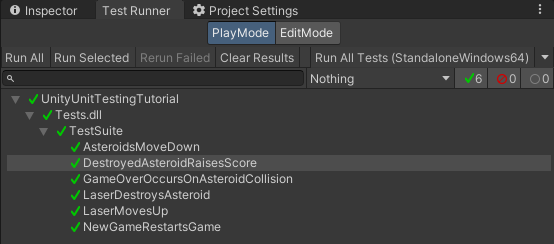 Inspector Test Runner Project Settings
PlayMode EditMode
Run All Run Selected Rerun Failed Clear Results Run All Tests (StandaloneWindows64)
Nothing 6 0 0
UnityUnitTestingTutorial
Tests.dll
TestSuite
AsteroidsMoveDown
DestroyedAsteroidRaisesScore
GameOverOccursOnAsteroidCollision
LaserDestroysAsteroid
LaserMovesUp
NewGameRestartsGame